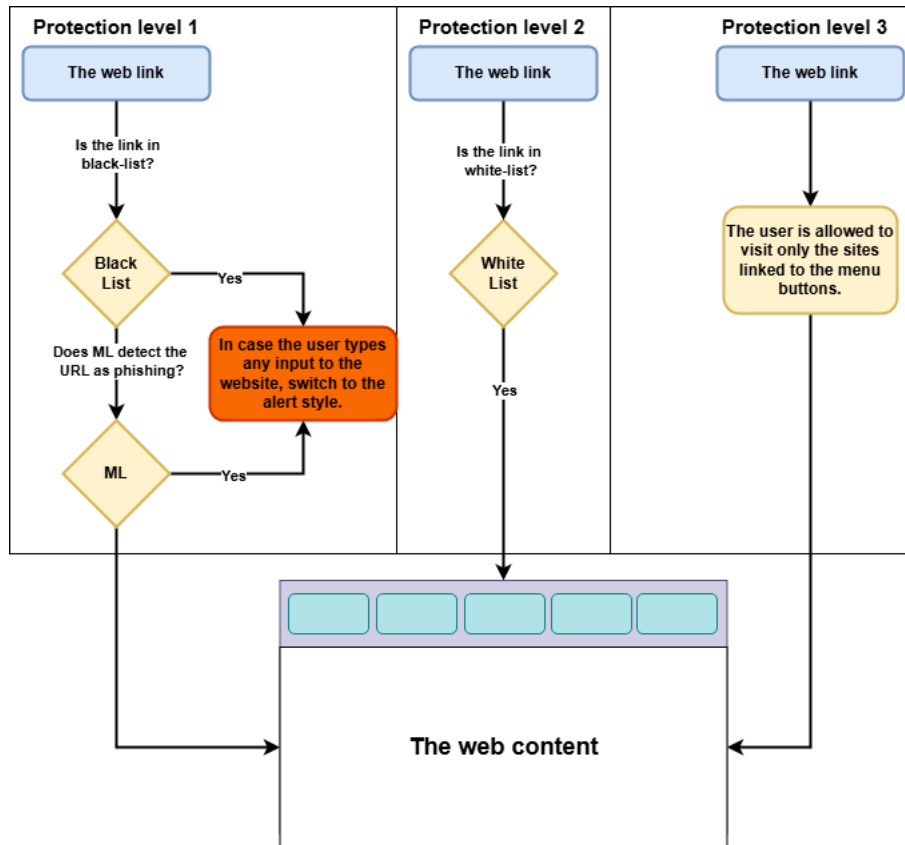 Protection level 1
Protection level 2
Protection level 3
The web link
The web link
The web link
Is the link in
black-list?
Is the link in
white-list?
Black
List
Yes
White
List
The user is allowed to
visit only the sites
linked to the menu
buttons.
Does ML detect the
URL as phishing?
In case the user types
any input to the
website, switch to the
alert style.
Yes
ML
Yes
The web content